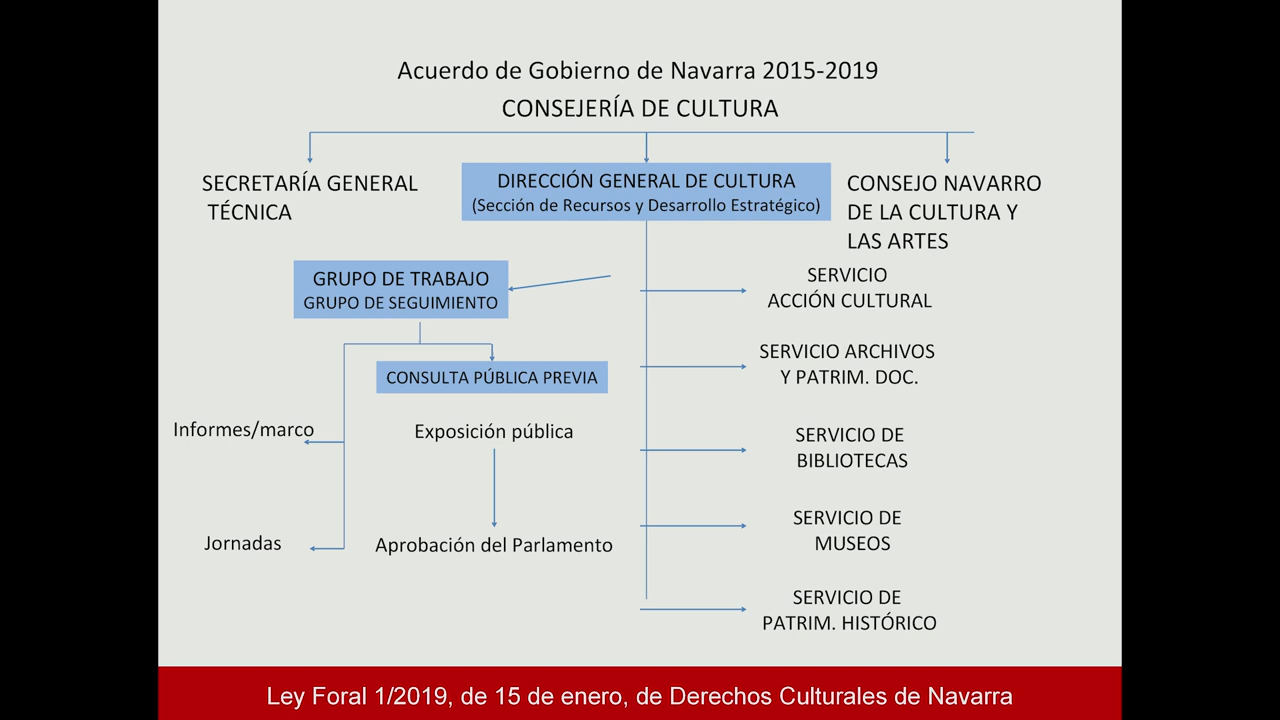 Acuerdo de Gobierno de Navarra 2015-2019
CONSEJERÍA DE CULTURA
SECRETARÍA GENERAL
TÉCNICA
DIRECCIÓN GENERAL DE CULTURA
(Sección de Recursos y Desarrollo Estratégico)
CONSEJO NAVARRO
DE LA CULTURA Y
LAS ARTES
GRUPO DE TRABAJO
GRUPO DE SEGUIMIENTO
SERVICIO
ACCIÓN CULTURAL
CONSULTA PÚBLICA PREVIA
SERVICIO ARCHIVOS
Y PATRIM. DOC.
Informes/marco
Exposición pública
SERVICIO DE
BIBLIOTECAS
Jornadas
Aprobación del Parlamento
SERVICIO DE
MUSEOS
SERVICIO DE
PATRIM. HISTÓRICO
Ley Foral 1/2019, de 15 de enero, de Derechos Culturales de Navarra